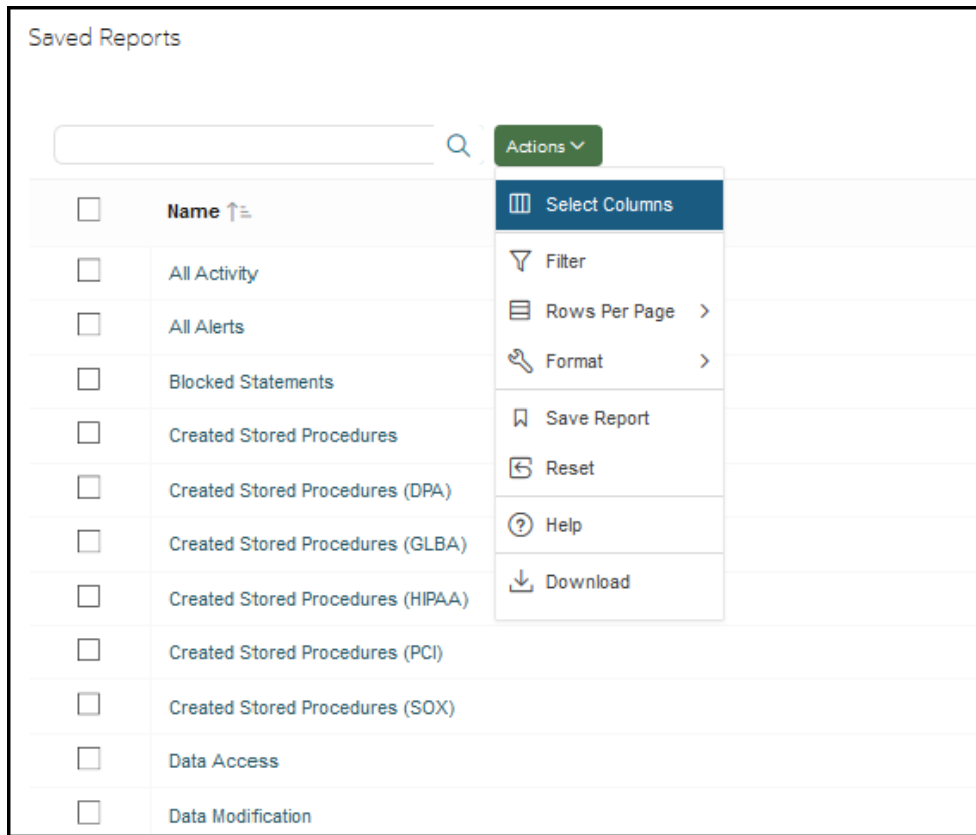 Saved Reports
Actions
Name
Select Columns
Filter
Rows Per Page
Format
Save Report
Reset
Help
Download
All Activity
All Alerts
Blocked Statements
Created Stored Procedures
Created Stored Procedures (DPA)
Created Stored Procedures (GLBA)
Created Stored Procedures (HIPAA)
Created Stored Procedures (PCI)
Created Stored Procedures (SOX)
Data Access
Data Modification